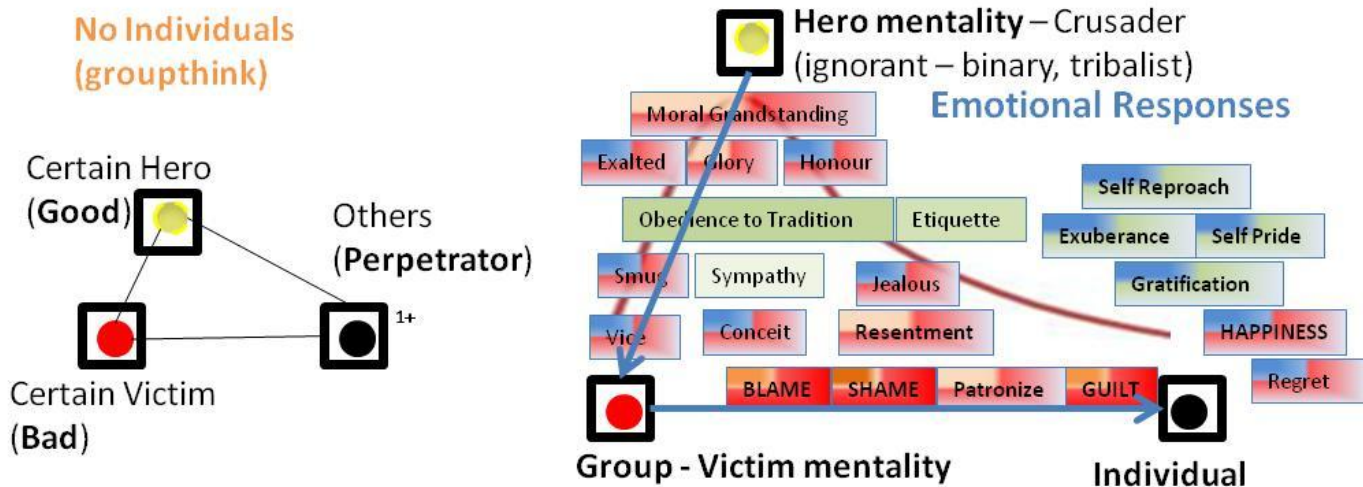 No Individuals
(groupthink)
Certain Hero
(Good)
Others
(Perpetrator)
1+
Certain Victim
(Bad)
Hero mentality – Crusader
(ignorant – binary, tribalist)
Emotional Responses
Moral Grandstanding
Exalted
Glory
Honour
Self Reproach
Obedience to Tradition
Etiquette
Exuberance
Self Pride
Smug
Sympathy
Jealous
Gratification
Vice
Conceit
Resentment
HAPPINESS
BLAME
SHAME
Patronize
GUILT
Regret
Group - Victim mentality
Individual